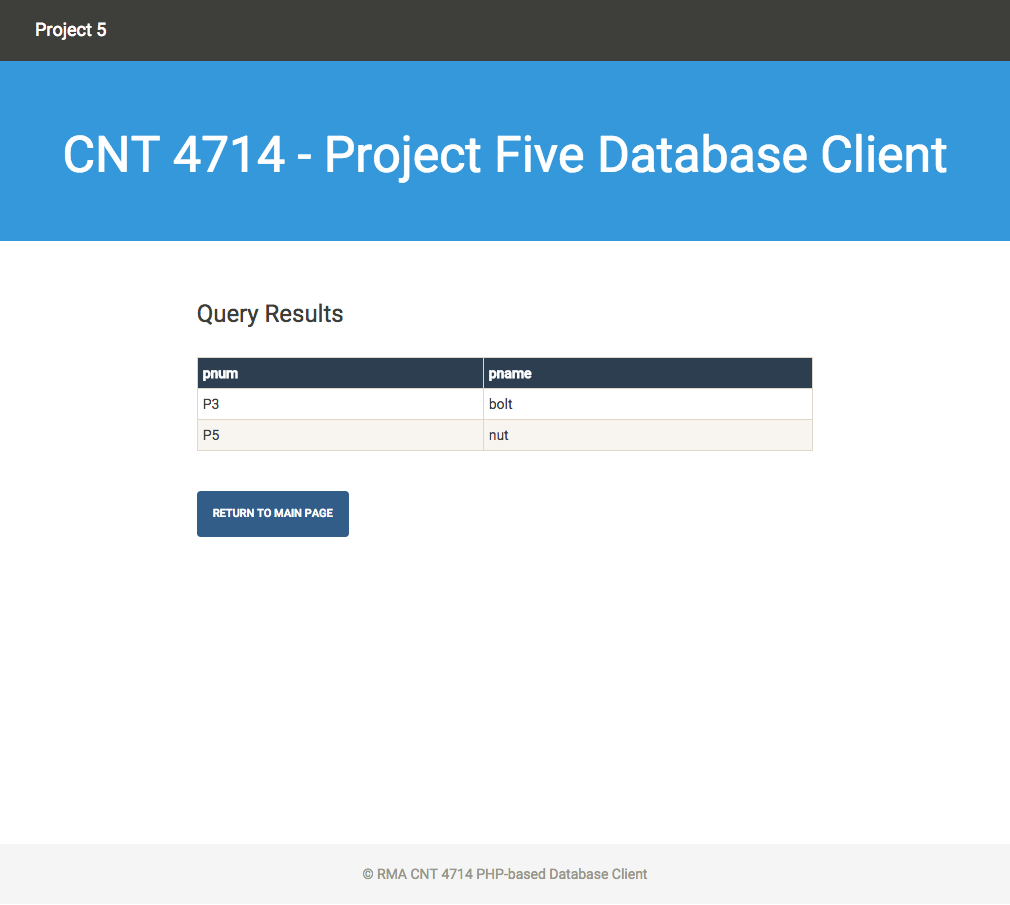 Project 5
CNT 4714 - Project Five Database Client
Query Results
pnum pname
P3 bolt
P5 nut
RETURN TO MAIN PAGE
© RMA CNT 4714 PHP-based Database Client